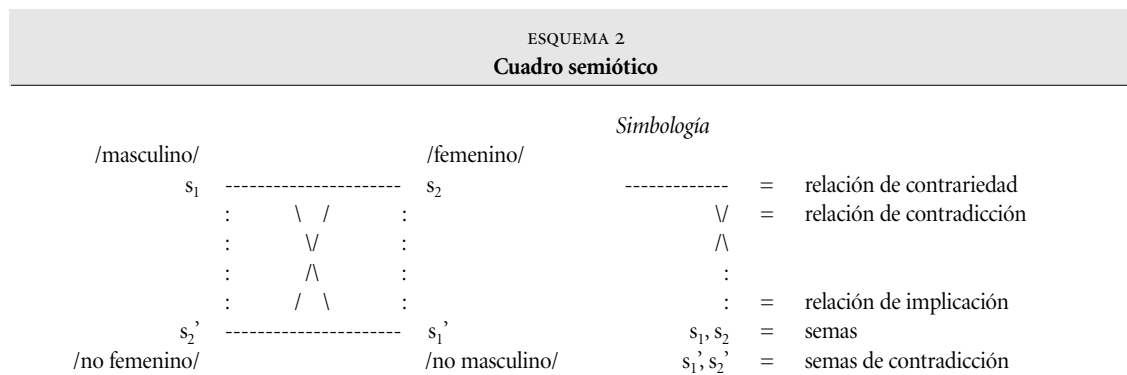 ESQUEMA 2
Cuadro semiótico
Simbología
/masculino/ /femenino/
s₁ ---------------------- s₂ ------------- = relación de contrariedad
: \ / : \/ = relación de contradicción
: \/ : /\
: /\ : :
: / \ : : = relación de implicación
s₂’ ---------------------- s₁’ s₁, s₂ = semas
/no femenino/ /no masculino/ s₁’, s₂’ = semas de contradicción